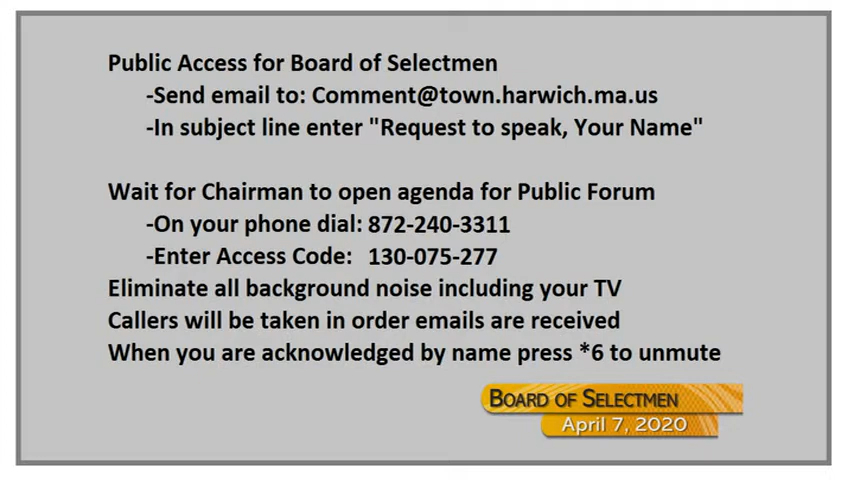 Public Access for Board of Selectmen
-Send email to: Comment@town.harwich.ma.us
-In subject line enter "Request to speak, Your Name"
Wait for Chairman to open agenda for Public Forum
-On your phone dial: 872-240-3311
-Enter Access Code: 130-075-277
Eliminate all background noise including your TV
Callers will be taken in order emails are received
When you are acknowledged by name press *6 to unmute
BOARD OF SELECTMEN
April 7, 2020